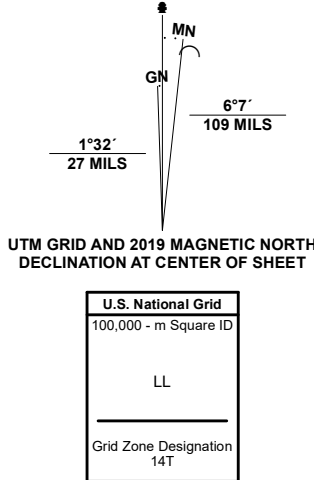 MN
GN
6°7´
109 MILS
1°32´
27 MILS
UTM GRID AND 2019 MAGNETIC NORTH
DECLINATION AT CENTER OF SHEET
U.S. National Grid
100,000 - m Square ID
LL
Grid Zone Designation
14T